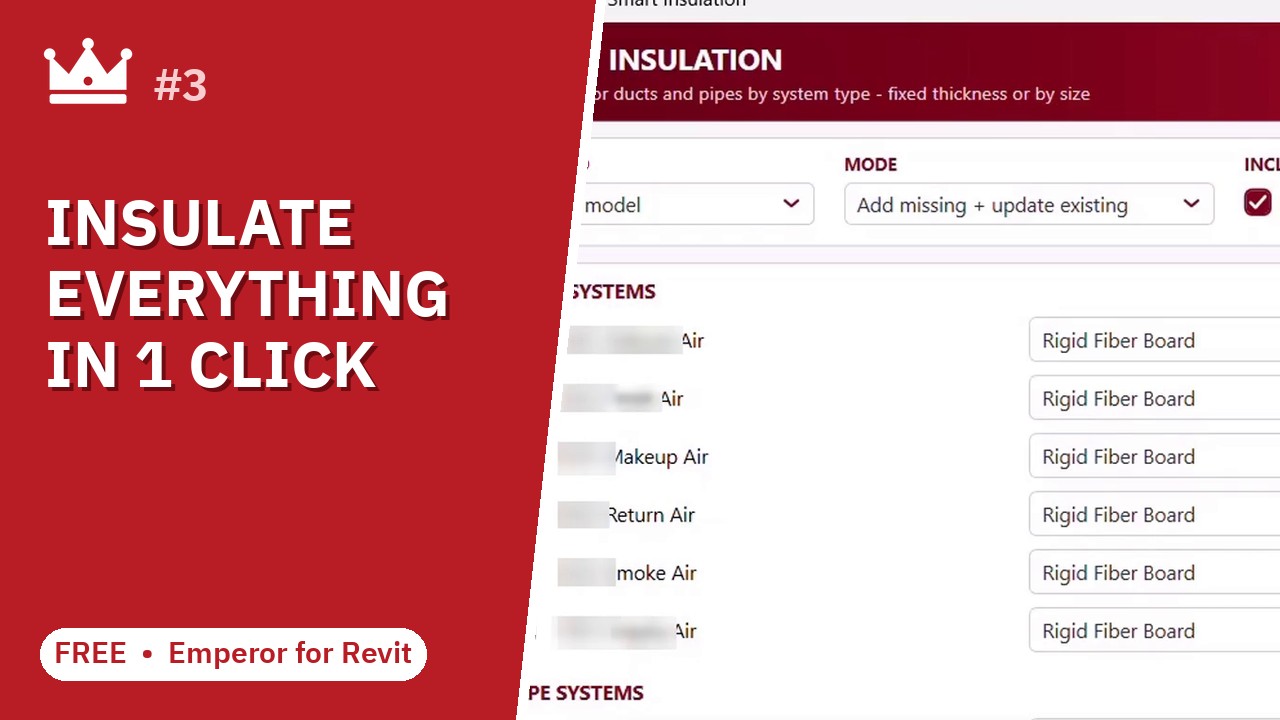 #3
INSULATE
EVERYTHING
IN 1 CLICK
FREE • Emperor for Revit
Smart Insulation
INSULATION
or ducts and pipes by system type - fixed thickness or by size
MODE
INCL
model
Add missing + update existing
SYSTEMS
Air
Rigid Fiber Board
Air
Rigid Fiber Board
Makeup Air
Rigid Fiber Board
Return Air
Rigid Fiber Board
moke Air
Rigid Fiber Board
Air
Rigid Fiber Board
PE SYSTEMS